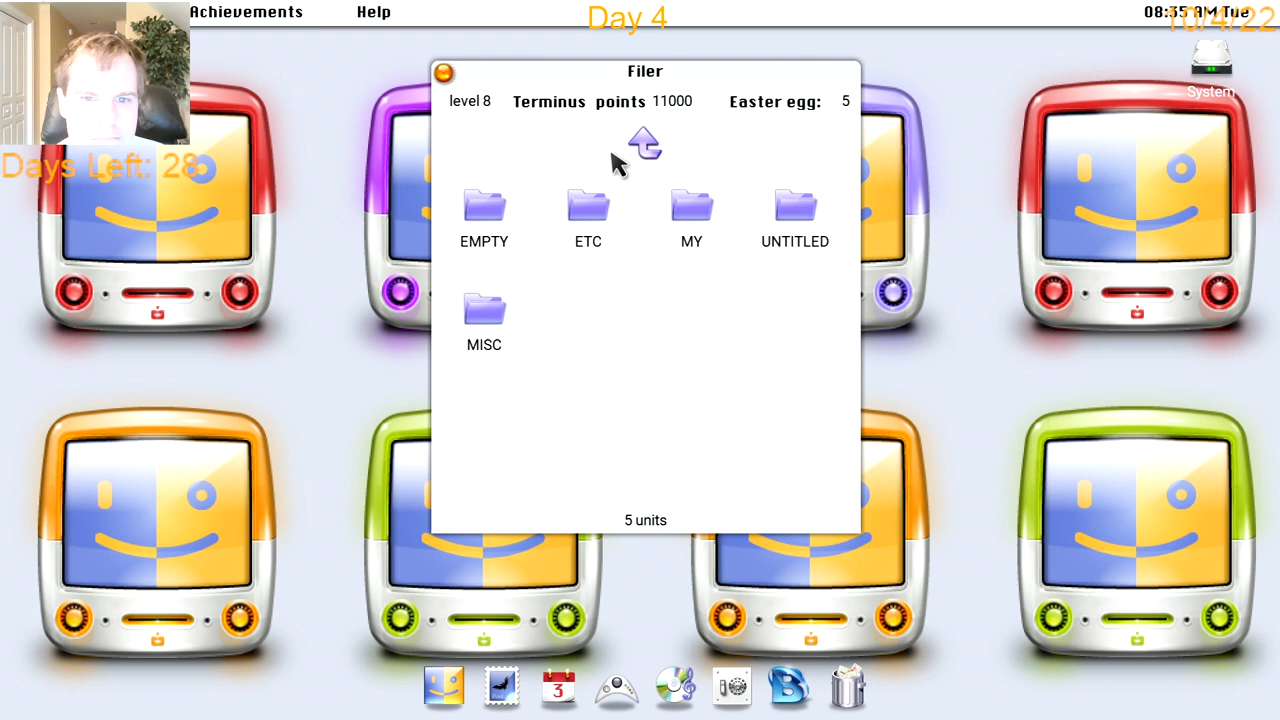 Achievements Help Day 4 08:35 AM Tue
10/4/22
Filer
level 8 Terminus points 11000 Easter egg: 5
System
Days Left: 28
EMPTY ETC MY UNTITLED
MISC
5 units
3